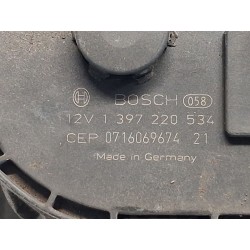 BOSCH 058
12V 1 397 220 534
CEP 0716069674 21
Made in Germany